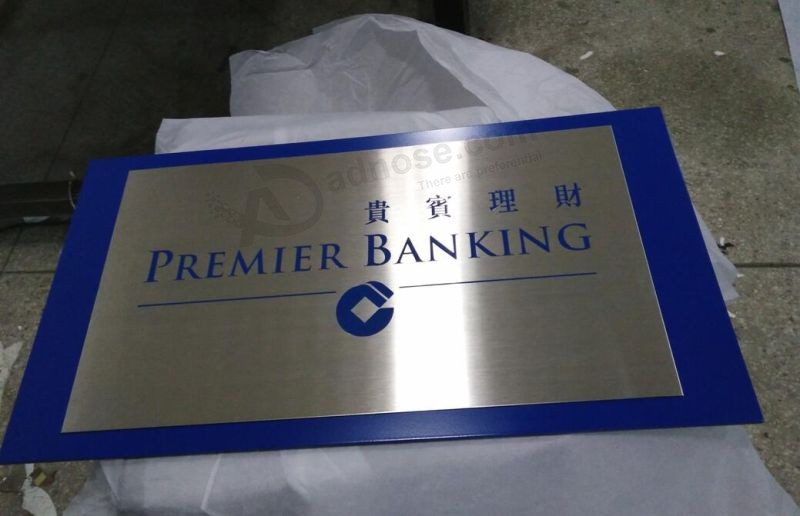 adnose.com
貴賓理財
PREMIER BANKING